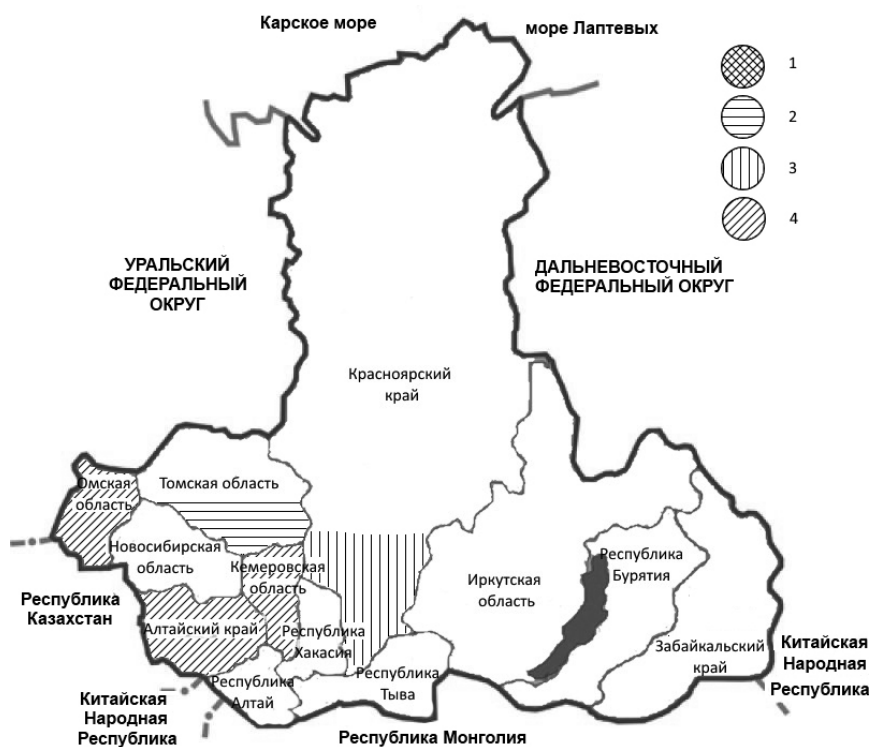 Карское море
море Лаптевых
1
2
3
4
УРАЛЬСКИЙ
ФЕДЕРАЛЬНЫЙ
ОКРУГ
ДАЛЬНЕВОСТОЧНЫЙ
ФЕДЕРАЛЬНЫЙ ОКРУГ
Красноярский
край
Омская
область
Томская область
Новосибирская
область
Кемеровская
область
Иркутская
область
Республика
Бурятия
Республика
Казахстан
Алтайский край
Республика
Хакасия
Забайкальский
край
Китайская
Народная
Республика
Республика
Алтай
Республика
Тыва
Китайская
Народная
Республика
Республика Монголия